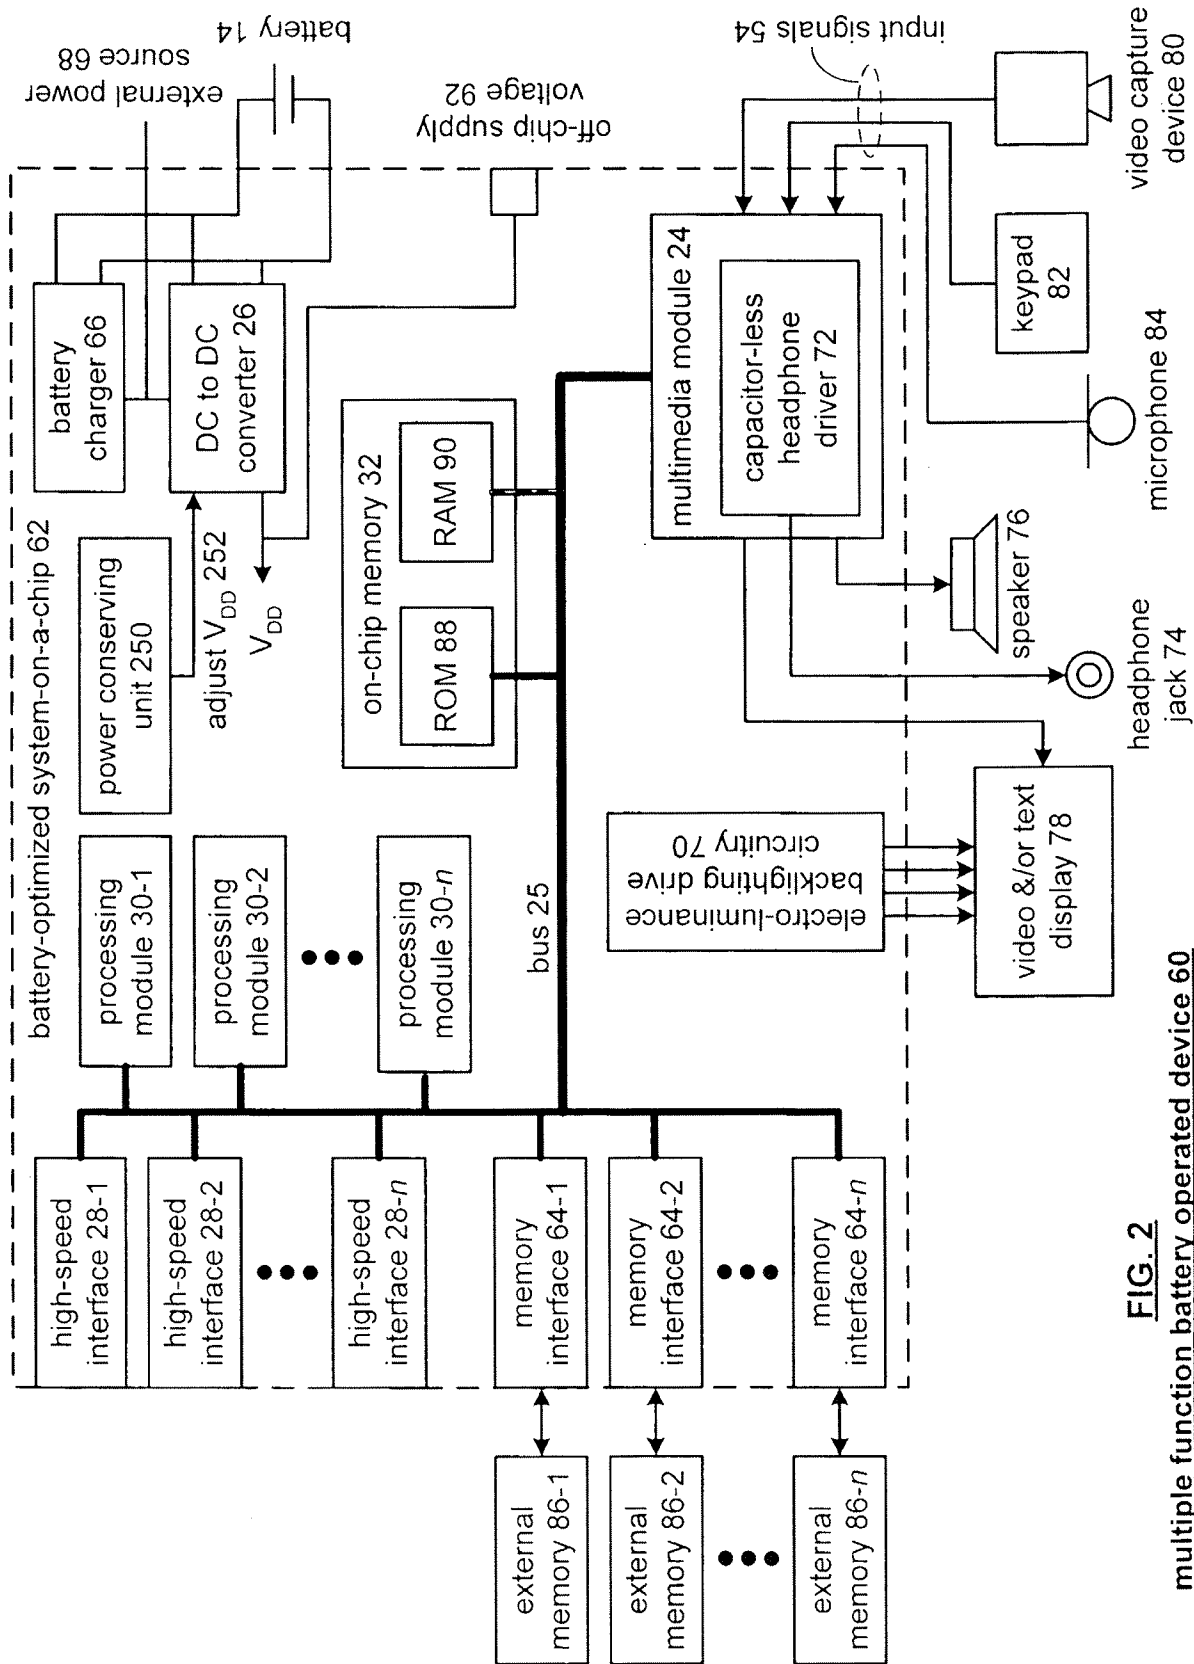 battery-optimized system-on-a-chip 62
high-speed
interface 28-1
high-speed
interface 28-2
high-speed
interface 28-n
memory
interface 64-1
memory
interface 64-2
memory
interface 64-n
external
memory 86-1
external
memory 86-2
external
memory 86-n
processing
module 30-1
processing
module 30-2
processing
module 30-n
bus 25
power conserving
unit 250
adjust VDD 252
VDD
battery
charger 66
DC to DC
converter 26
external power
source 68
battery 14
off-chip supply
voltage 92
on-chip memory 32
ROM 88
RAM 90
multimedia module 24
capacitor-less
headphone
driver 72
electro-luminance
backlighting drive
circuitry 70
input signals 54
video &/or text
display 78
headphone
jack 74
speaker 76
microphone 84
keypad
82
video capture
device 80
FIG. 2
multiple function battery operated device 60